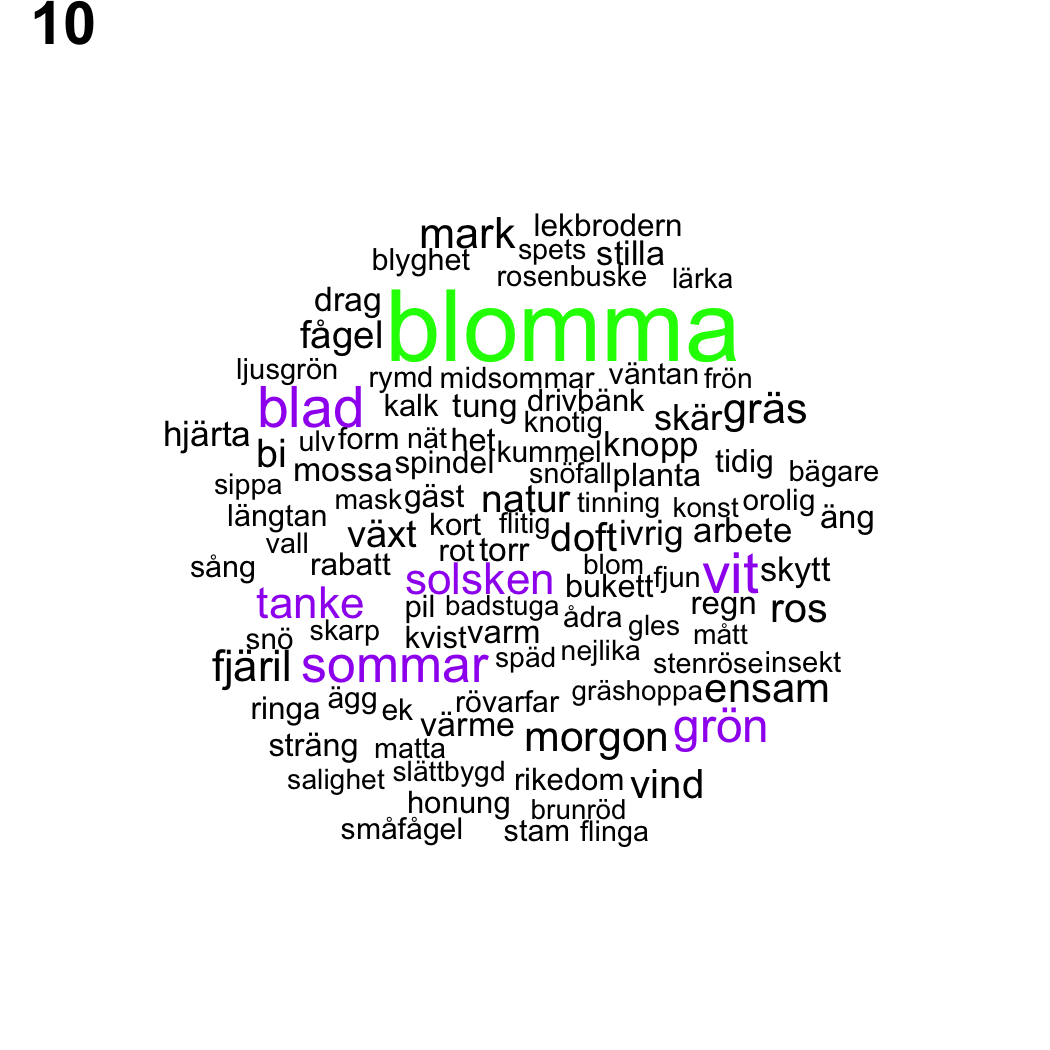 10
mark lekbrodern
blyghet spets stilla
rosenbuske lärka
drag
fågel blomma
ljusgrön rymd midsommar väntan frön
blad kalk tung drivbänk skär gräs
hjärta knotig
bi ulv form nät het kummel knopp
mossa spindel snöfall planta tidig bägare
sippa mask gäst natur tinning konst orolig
längtan växt kort flitig doft ivrig arbete äng
vall rot torr
sång rabatt solsken blom bukett fjun vit skytt
tanke pil badstuga ådra gles regn ros
snö skarp kvist varm mått
fjäril sommar späd nejlika stenröse insekt
ringa ägg ek rövarfar gräshoppa ensam
värme morgon grön
sträng matta
salighet slättbygd rikedom vind
honung brunröd
småfågel stam flinga